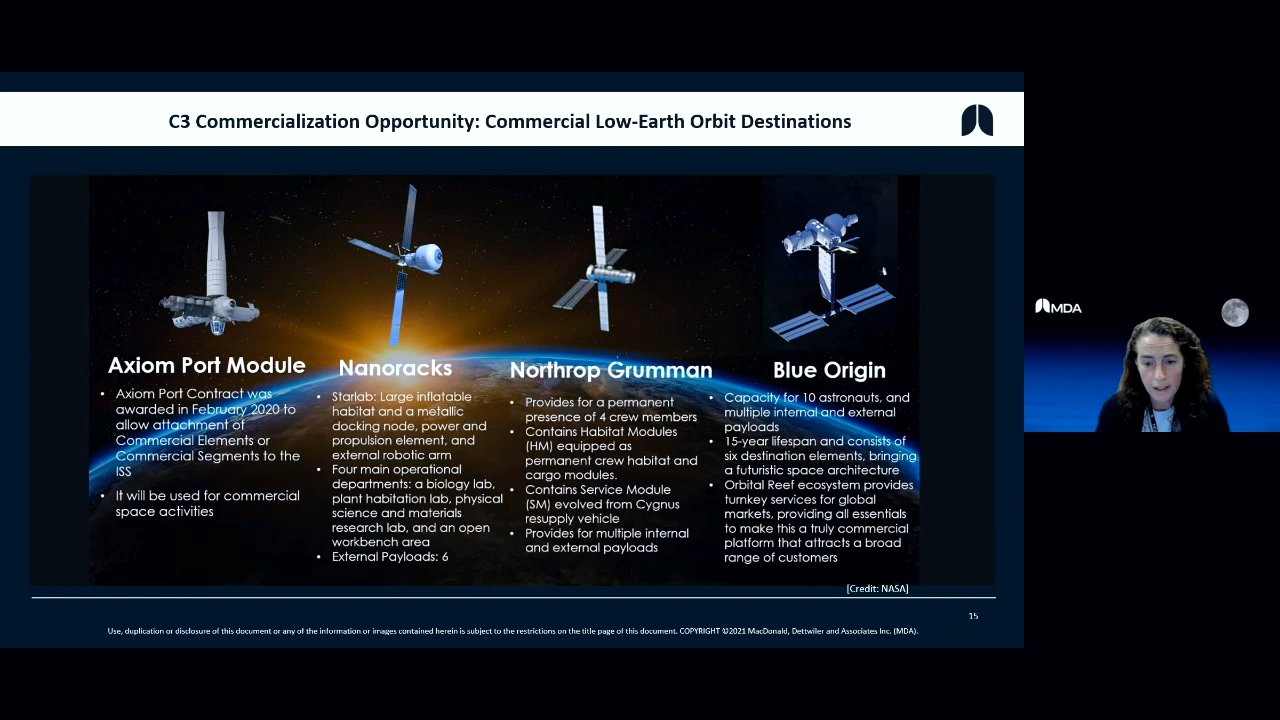 C3 Commercialization Opportunity: Commercial Low-Earth Orbit Destinations
Axiom Port Module
• Axiom Port Contract was
awarded in February 2020 to
allow attachment of
Commercial Elements or
Commercial Segments to the
ISS
• It will be used for commercial
space activities
Nanoracks
• Starlab: Large inflatable
habitat and a metallic
docking node, power and
propulsion element, and
external robotic arm
• Four main operational
departments: a biology lab,
plant habitation lab, physical
science and materials
research lab, and an open
workbench area
• External Payloads: 6
Northrop Grumman
• Provides for a permanent
presence of 4 crew members
• Contains Habitat Modules
(HM) equipped as
permanent crew habitat and
cargo modules.
• Contains Service Module
(SM) evolved from Cygnus
resupply vehicle
• Provides for multiple internal
and external payloads
Blue Origin
• Capacity for 10 astronauts, and
multiple internal and external
payloads
• 15-year lifespan and consists of
six destination elements, bringing
a futuristic space architecture
• Orbital Reef ecosystem provides
turnkey services for global
markets, providing all essentials
to make this a truly commercial
platform that attracts a broad
range of customers
[Credit: NASA]
15
Use, duplication or disclosure of this document or any of the information or images contained herein is subject to the restrictions on the title page of this document. COPYRIGHT ©2021 MacDonald, Dettwiler and Associates Inc. (MDA).
MDA